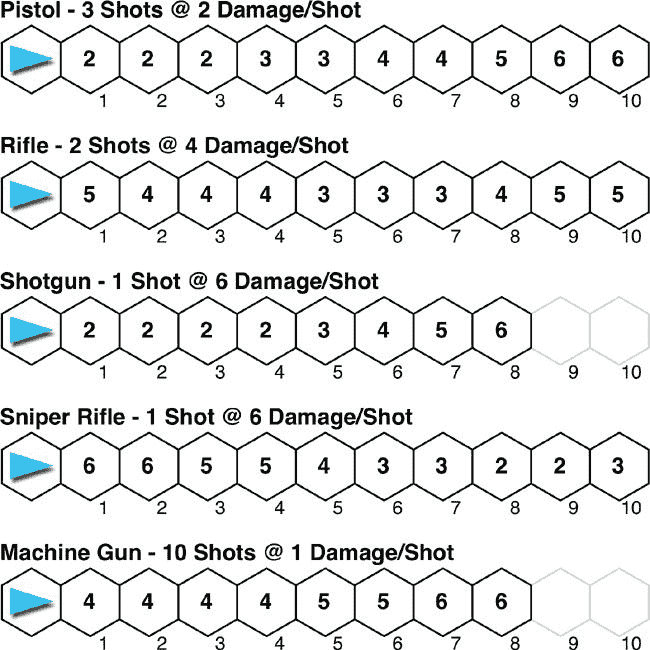 Pistol - 3 Shots @ 2 Damage/Shot
2 2 2 3 3 4 4 5 6 6
1 2 3 4 5 6 7 8 9 10
Rifle - 2 Shots @ 4 Damage/Shot
5 4 4 4 3 3 3 4 5 5
1 2 3 4 5 6 7 8 9 10
Shotgun - 1 Shot @ 6 Damage/Shot
2 2 2 2 3 4 5 6
1 2 3 4 5 6 7 8 9 10
Sniper Rifle - 1 Shot @ 6 Damage/Shot
6 6 5 5 4 3 3 2 2 3
1 2 3 4 5 6 7 8 9 10
Machine Gun - 10 Shots @ 1 Damage/Shot
4 4 4 4 5 5 6 6
1 2 3 4 5 6 7 8 9 10